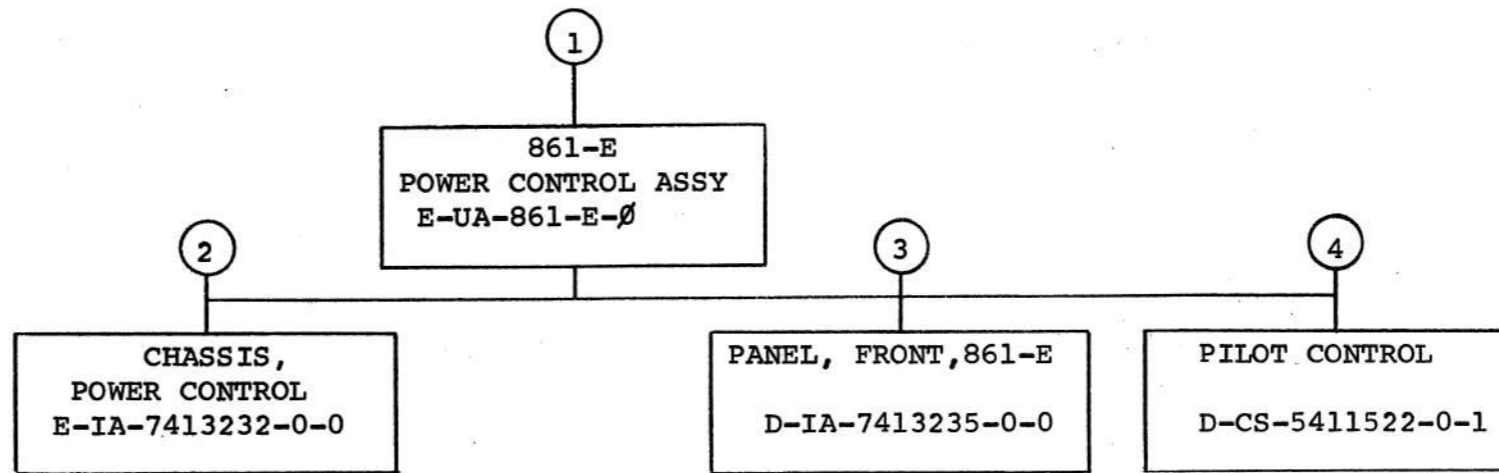 1
861-E
POWER CONTROL ASSY
E-UA-861-E-Ø
2
3
4
CHASSIS,
POWER CONTROL
E-IA-7413232-0-0
PANEL, FRONT,861-E
D-IA-7413235-0-0
PILOT CONTROL
D-CS-5411522-0-1